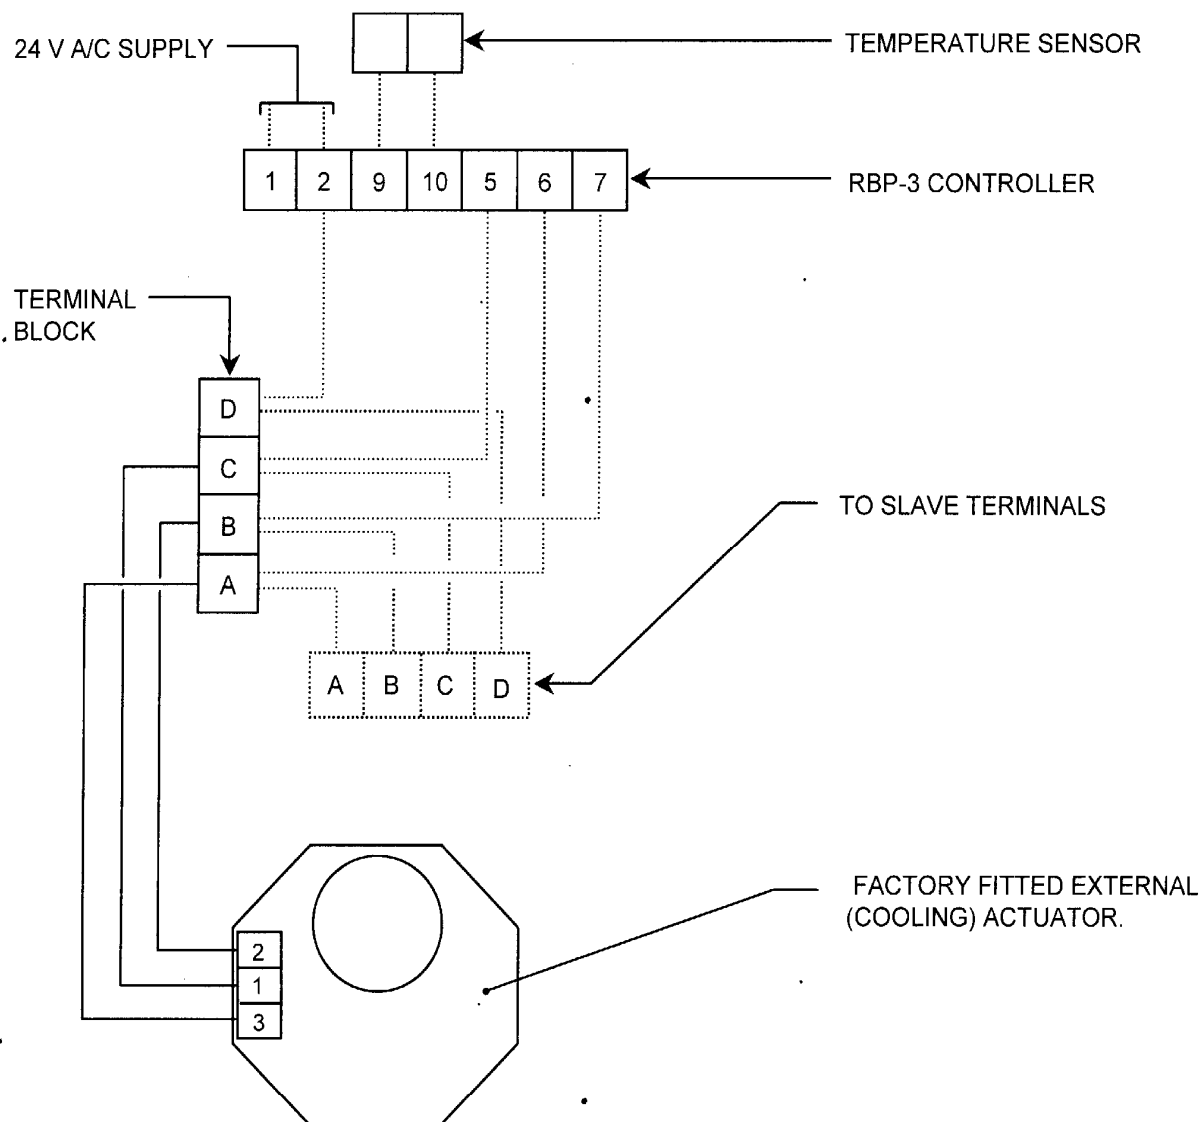 24 V A/C SUPPLY
TEMPERATURE SENSOR
1 2 9 10 5 6 7
RBP-3 CONTROLLER
TERMINAL
BLOCK
D
C
B
A
TO SLAVE TERMINALS
A B C D
FACTORY FITTED EXTERNAL
(COOLING) ACTUATOR.
2
1
3